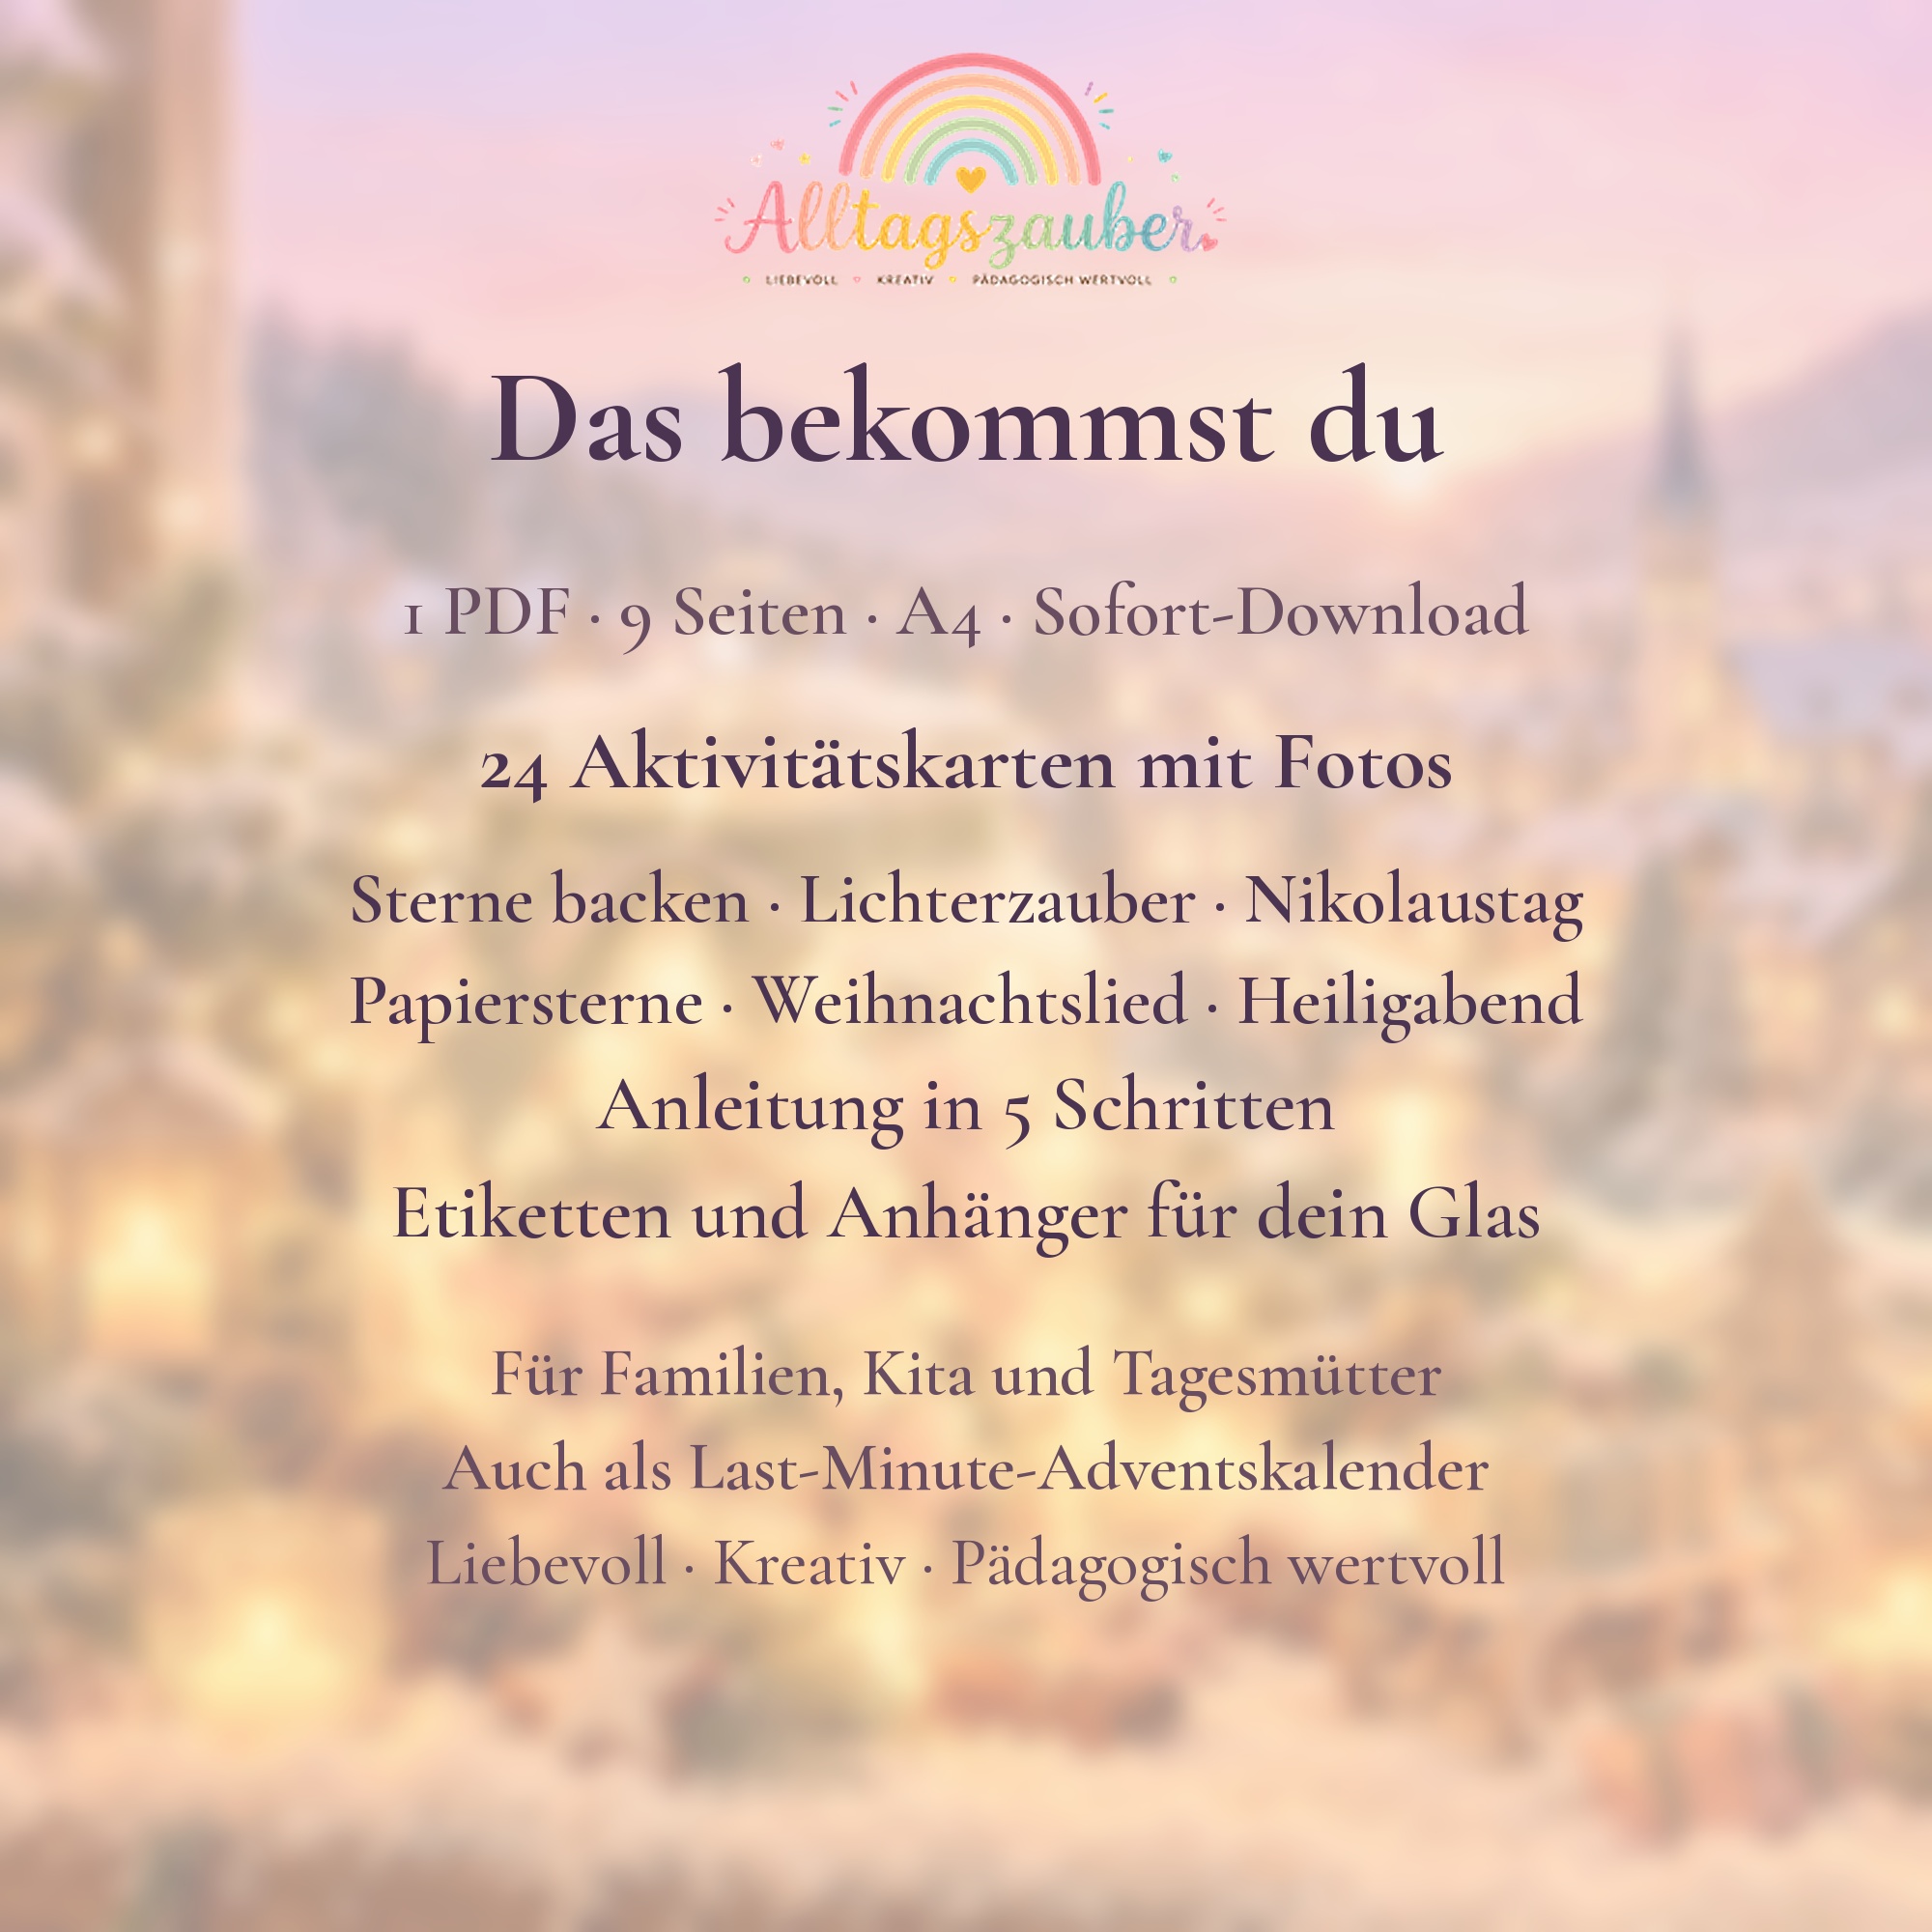 Alltagszauber
LIEBEVOLL KREATIV PÄDAGOGISCH WERTVOLL
Das bekommst du
1 PDF · 9 Seiten · A4 · Sofort-Download
24 Aktivitätskarten mit Fotos
Sterne backen · Lichterzauber · Nikolaustag
Papiersterne · Weihnachtslied · Heiligabend
Anleitung in 5 Schritten
Etiketten und Anhänger für dein Glas
Für Familien, Kita und Tagesmütter
Auch als Last-Minute-Adventskalender
Liebevoll · Kreativ · Pädagogisch wertvoll